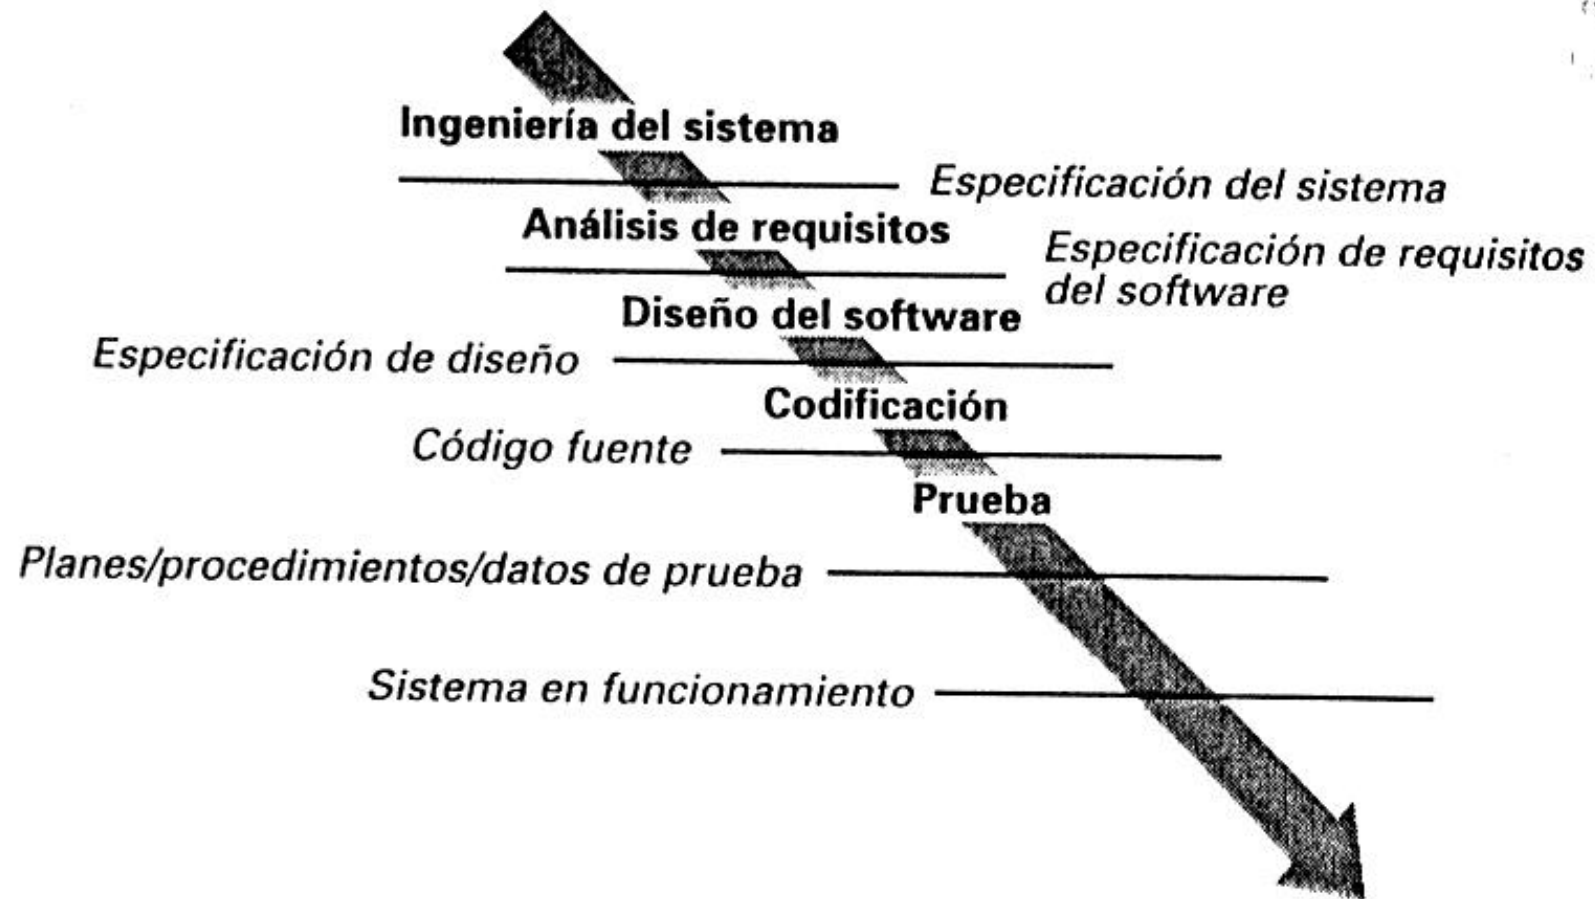 Ingeniería del sistema
Especificación del sistema
Análisis de requisitos
Especificación de requisitos
del software
Diseño del software
Especificación de diseño
Codificación
Código fuente
Prueba
Planes/procedimientos/datos de prueba
Sistema en funcionamiento